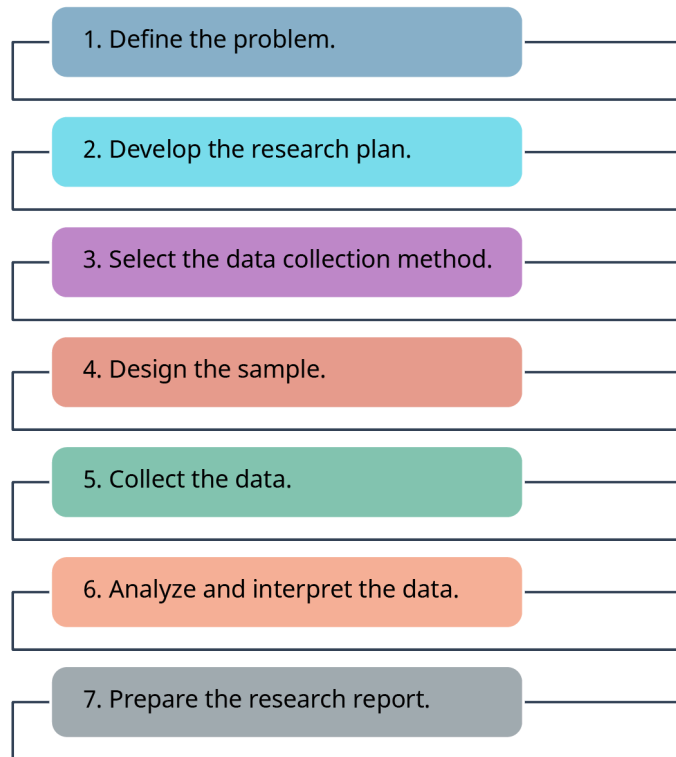 1. Define the problem.
2. Develop the research plan.
3. Select the data collection method.
4. Design the sample.
5. Collect the data.
6. Analyze and interpret the data.
7. Prepare the research report.